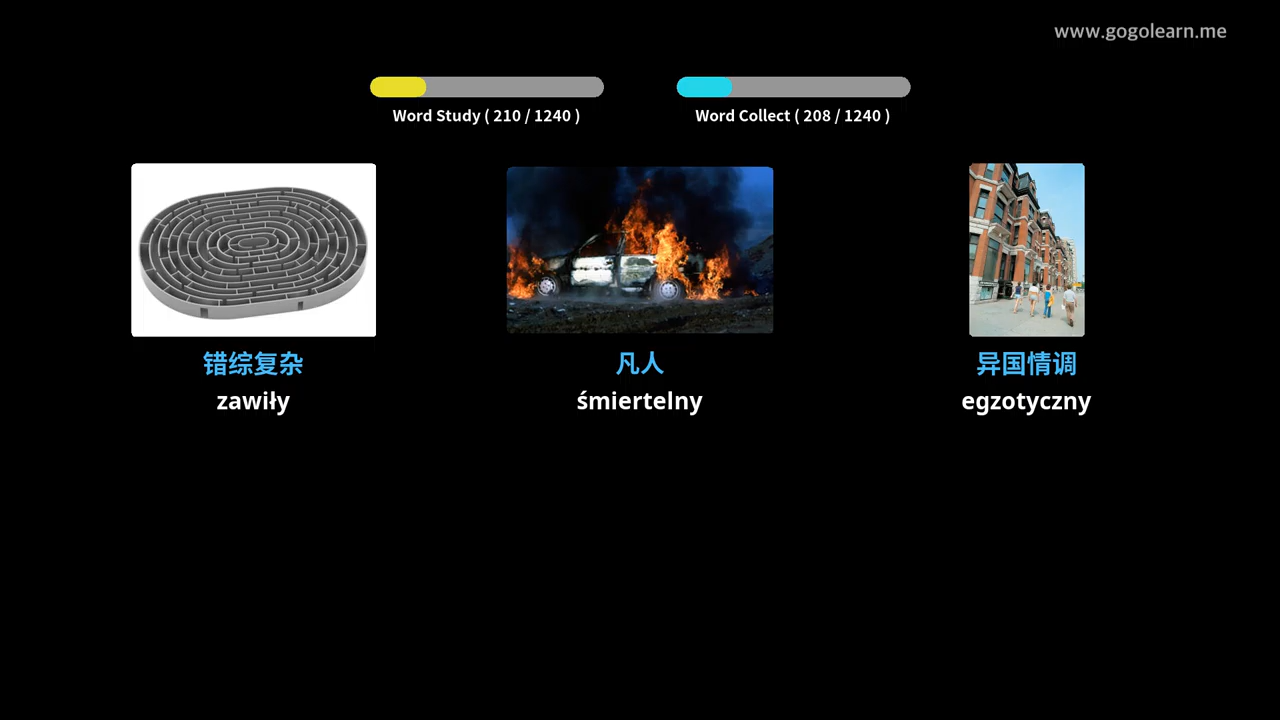 www.gogolearn.me
Word Study ( 210 / 1240 )
Word Collect ( 208 / 1240 )
错综复杂
zawiły
凡人
śmiertelny
异国情调
egzotyczny